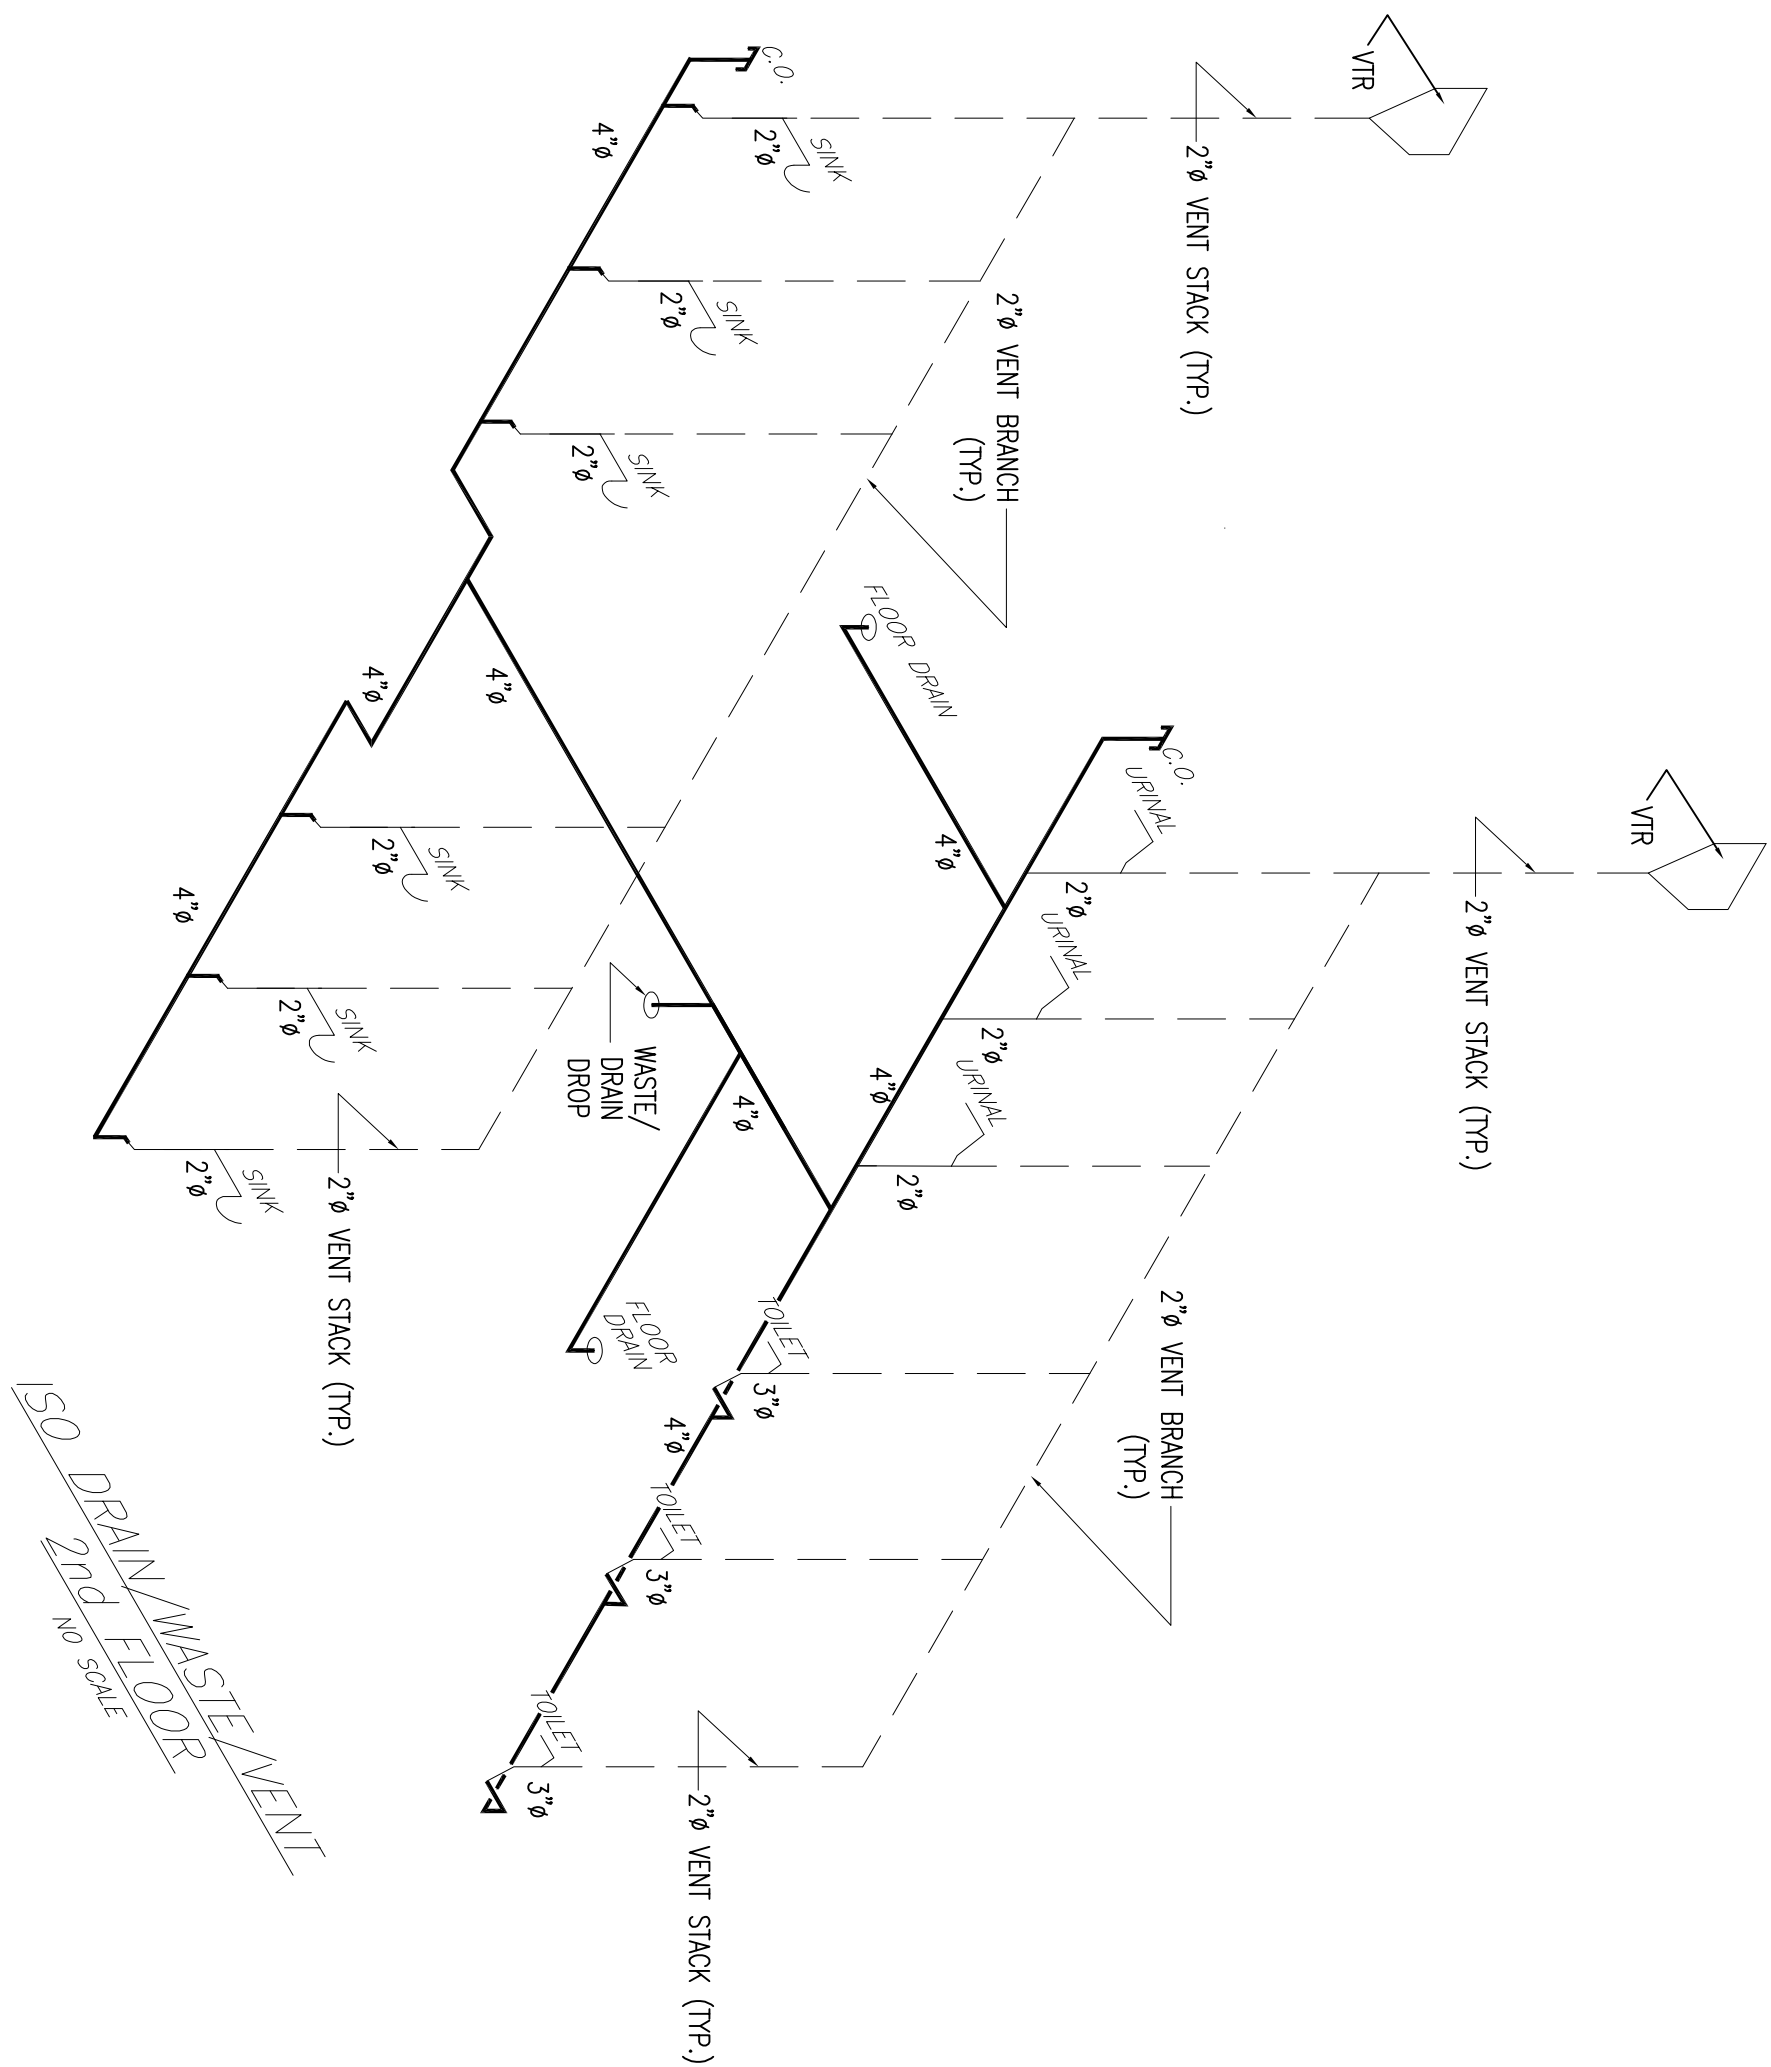 VTR
2"ø VENT STACK (TYP.)
C.O.
4"ø
SINK
2"ø
SINK
2"ø
SINK
2"ø
2"ø VENT BRANCH
(TYP.)
VTR
2"ø VENT STACK (TYP.)
C.O.
URINAL
2"ø
URINAL
2"ø
URINAL
2"ø
FLOOR DRAIN
4"ø
4"ø
4"ø
4"ø
4"ø
SINK
2"ø
SINK
2"ø
SINK
2"ø
2"ø VENT STACK (TYP.)
WASTE/
DRAIN
DROP
4"ø
FLOOR
DRAIN
2"ø VENT BRANCH
(TYP.)
TOILET
3"ø
4"ø
TOILET
3"ø
TOILET
3"ø
2"ø VENT STACK (TYP.)
ISO DRAIN/WASTE/VENT
2nd FLOOR
NO SCALE